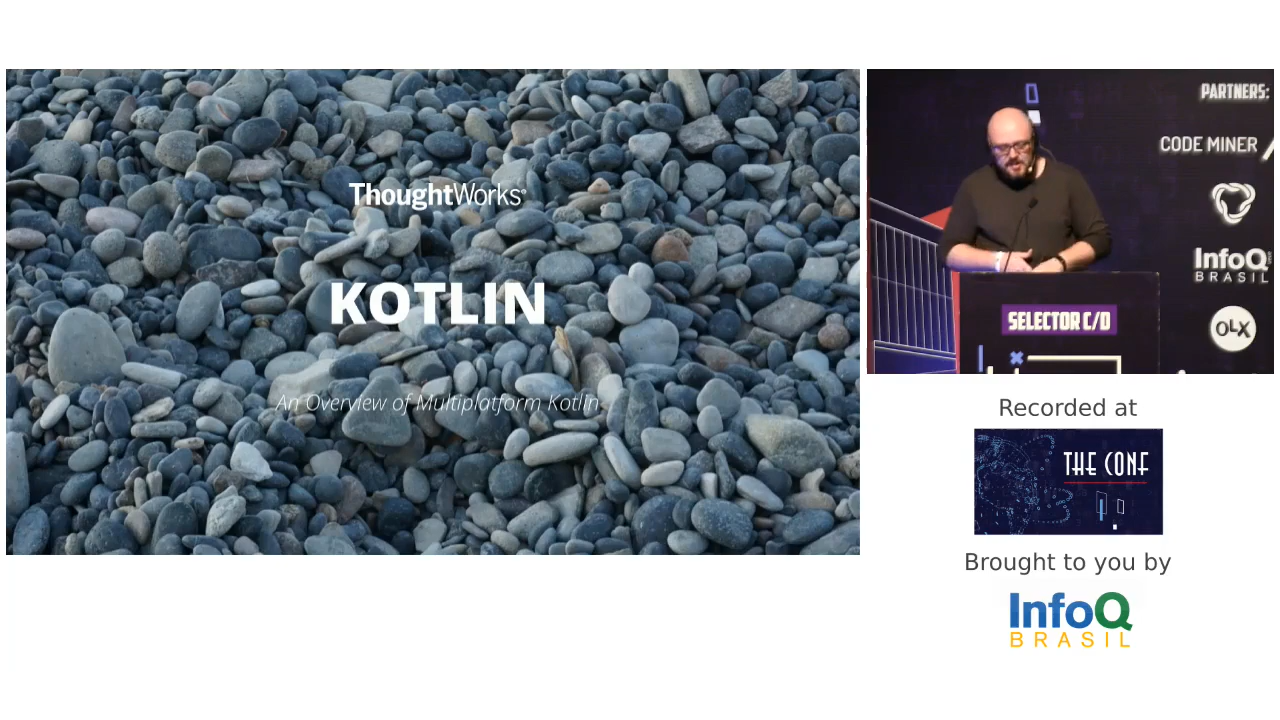 ThoughtWorks®
KOTLIN
An Overview of Multiplatform Kotlin
PARTNERS:
CODE MINER
InfoQ
BRASIL
OLX
SELECTOR C/D
Recorded at
THE CONF
Brought to you by
InfoQ
BRASIL